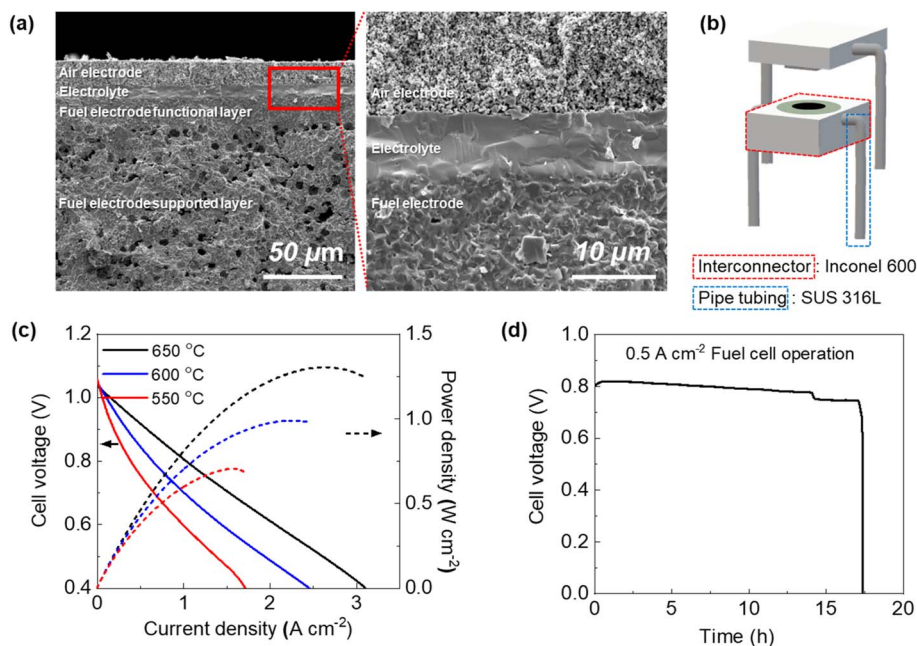 (a)
Air electrode
Electrolyte
Fuel electrode functional layer
Fuel electrode supported layer
50 µm
Air electrode
Electrolyte
Fuel electrode
10 µm
(b)
Interconnector : Inconel 600
Pipe tubing : SUS 316L
(c)
650 °C
600 °C
550 °C
Cell voltage (V)
1.2
1.0
0.8
0.6
0.4
0 1 2 3
Current density (A cm-2)
1.5
1.0
0.5
0.0
Power density (W cm-2)
(d)
0.5 A cm-2 Fuel cell operation
Cell voltage (V)
1.0
0.8
0.6
0.4
0.2
0.0
0 5 10 15 20
Time (h)